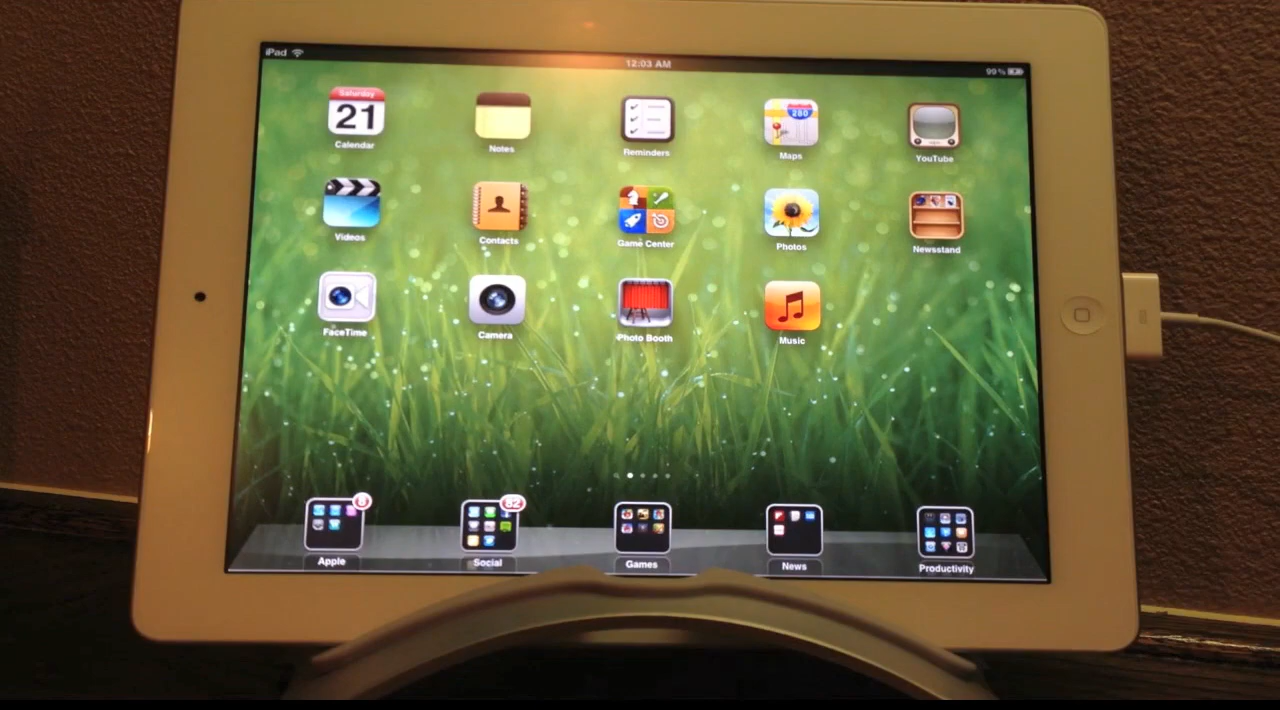 iPad
12:03 AM
99%
Saturday
21
280
Calendar
Notes
Reminders
Maps
YouTube
Videos
Contacts
Game Center
Photos
Newsstand
FaceTime
Camera
Photo Booth
Music
82
Apple
Social
Games
News
Productivity